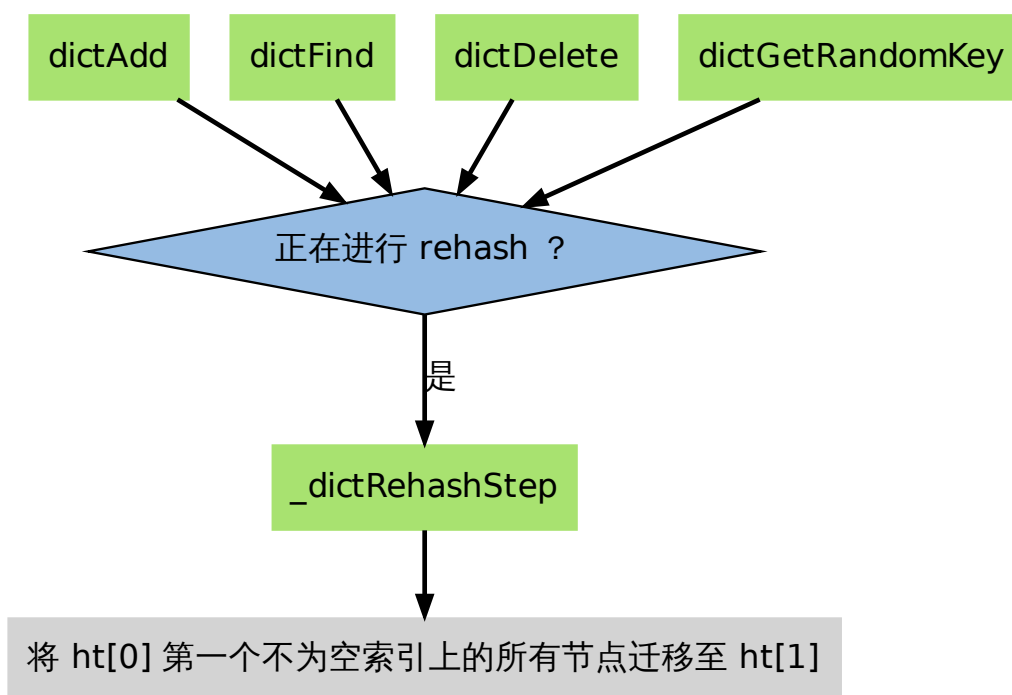 dictAdd
dictFind
dictDelete
dictGetRandomKey
正在进行 rehash ？
是
_dictRehashStep
将 ht[0] 第一个不为空索引上的所有节点迁移至 ht[1]